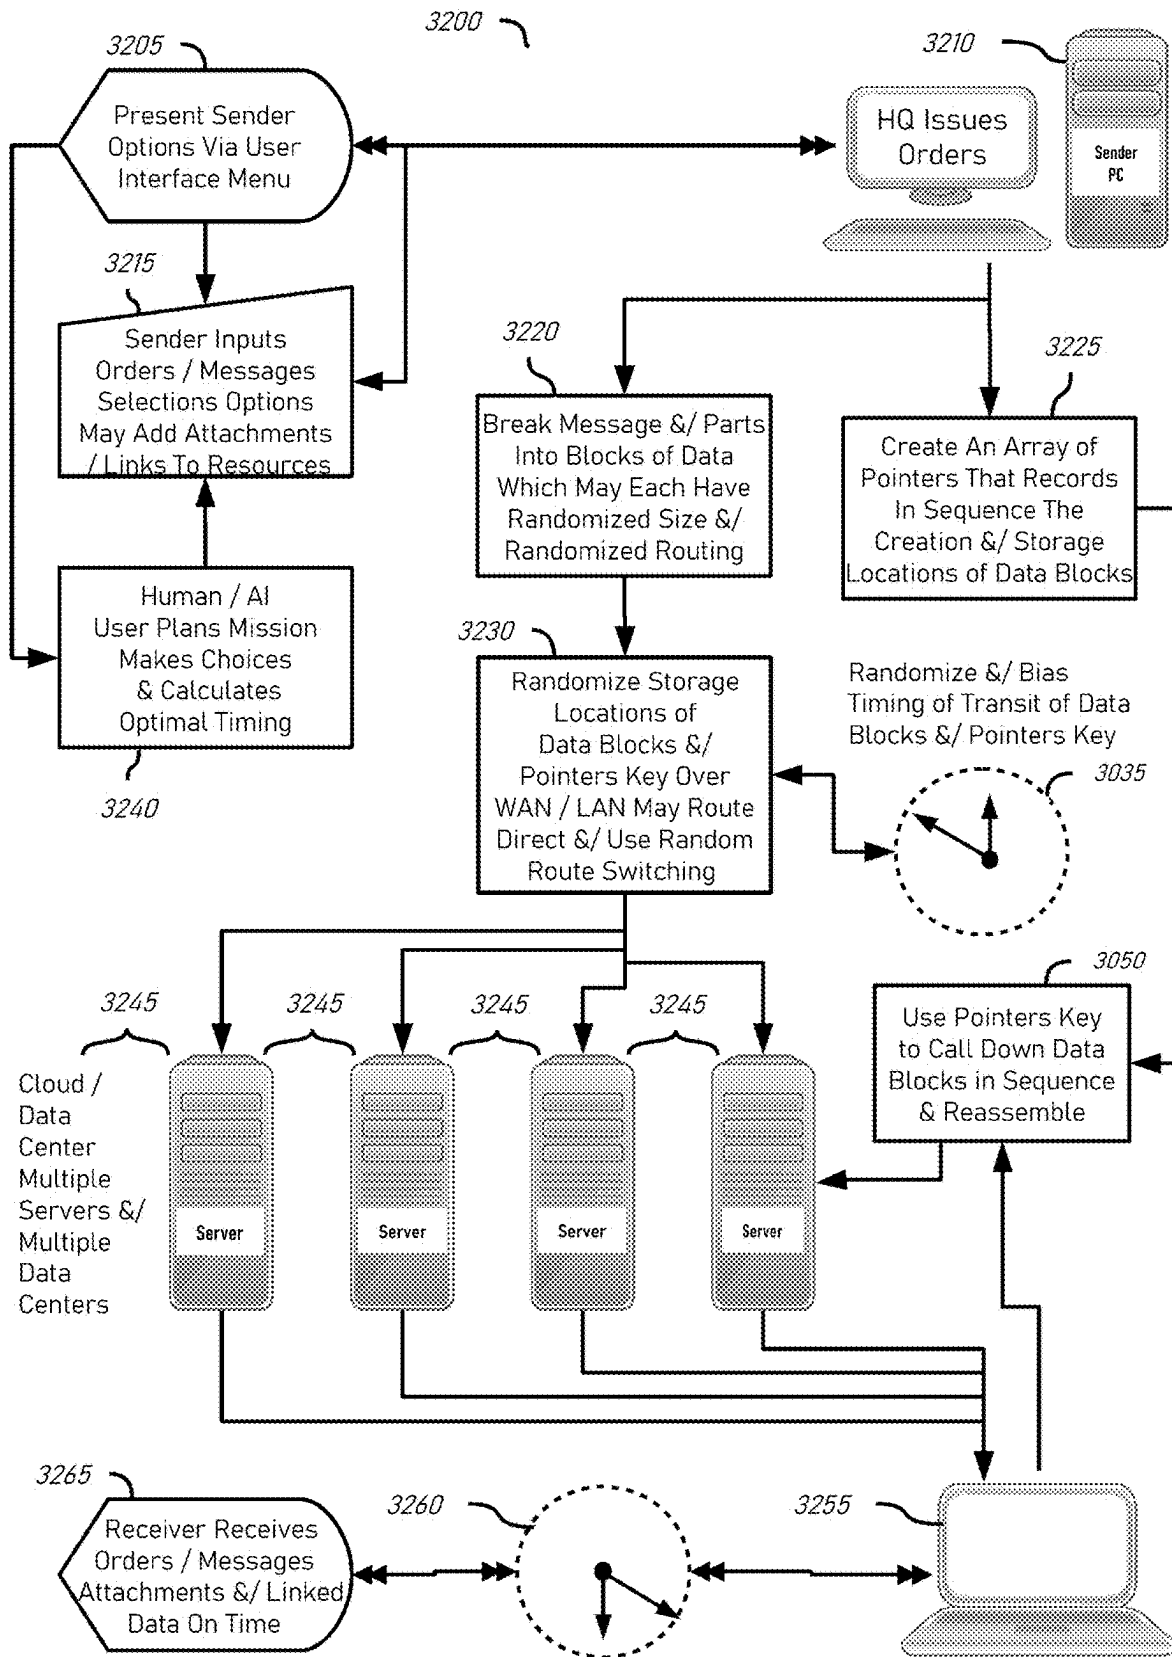 3200
3205
Present Sender
Options Via User
Interface Menu
3210
HQ Issues
Orders
Sender
PC
3215
Sender Inputs
Orders / Messages
Selections Options
May Add Attachments
/ Links To Resources
3220
Break Message &/ Parts
Into Blocks of Data
Which May Each Have
Randomized Size &/
Randomized Routing
3225
Create An Array of
Pointers That Records
In Sequence The
Creation &/ Storage
Locations of Data Blocks
Human / AI
User Plans Mission
Makes Choices
& Calculates
Optimal Timing
3240
3230
Randomize Storage
Locations of
Data Blocks &/
Pointers Key Over
WAN / LAN May Route
Direct &/ Use Random
Route Switching
Randomize &/ Bias
Timing of Transit of Data
Blocks &/ Pointers Key
3035
3245
3245
3245
3245
Cloud /
Data
Center
Multiple
Servers &/
Multiple
Data
Centers
Server
Server
Server
Server
3050
Use Pointers Key
to Call Down Data
Blocks in Sequence
& Reassemble
3265
Receiver Receives
Orders / Messages
Attachments &/ Linked
Data On Time
3260
3255